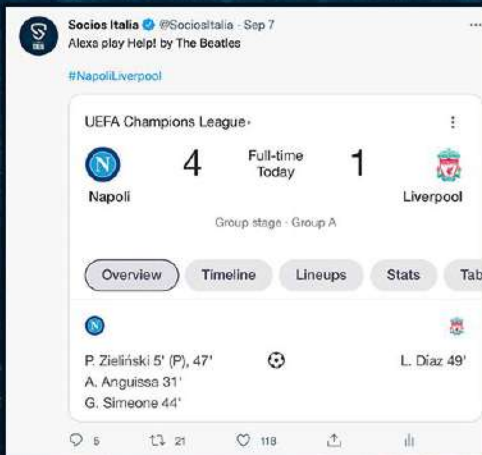 Socios Italia @SociosItalia · Sep 7 ...
Alexa play Help! by The Beatles
#NapoliLiverpool
UEFA Champions League
4 Full-time 1
Today
Napoli Liverpool
Group stage · Group A
Overview Timeline Lineups Stats Tab
P. Zieliński 5' (P), 47' L. Díaz 49'
A. Anguissa 31'
G. Simeone 44'
5 21 118